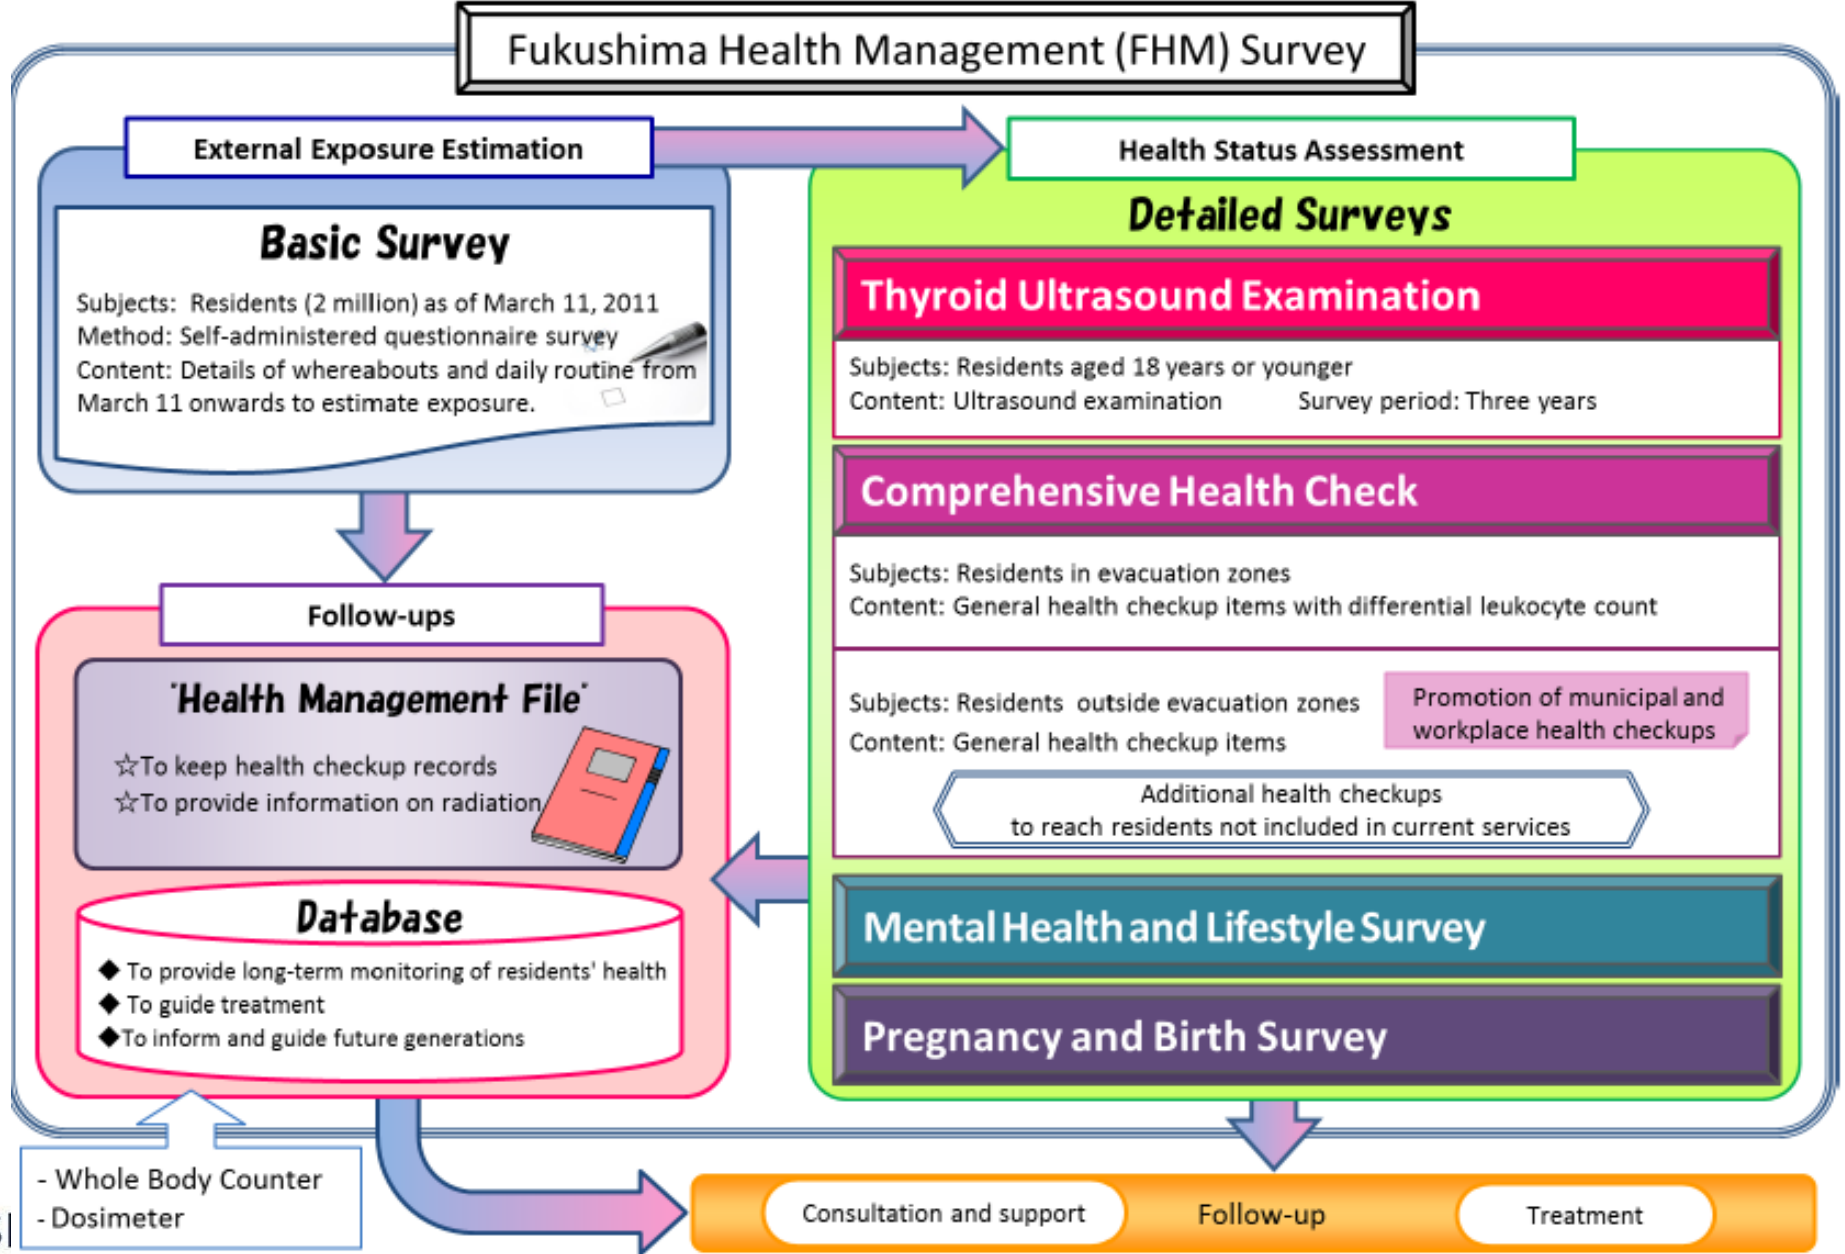 Fukushima Health Management (FHM) Survey
External Exposure Estimation
Basic Survey
Subjects: Residents (2 million) as of March 11, 2011
Method: Self-administered questionnaire survey
Content: Details of whereabouts and daily routine from
March 11 onwards to estimate exposure.
Health Status Assessment
Detailed Surveys
Thyroid Ultrasound Examination
Subjects: Residents aged 18 years or younger
Content: Ultrasound examination Survey period: Three years
Comprehensive Health Check
Subjects: Residents in evacuation zones
Content: General health checkup items with differential leukocyte count
Subjects: Residents outside evacuation zones
Content: General health checkup items
Promotion of municipal and
workplace health checkups
Additional health checkups
to reach residents not included in current services
Mental Health and Lifestyle Survey
Pregnancy and Birth Survey
Follow-ups
"Health Management File"
☆To keep health checkup records
☆To provide information on radiation
Database
◆ To provide long-term monitoring of residents' health
◆ To guide treatment
◆To inform and guide future generations
- Whole Body Counter
- Dosimeter
Consultation and support
Follow-up
Treatment